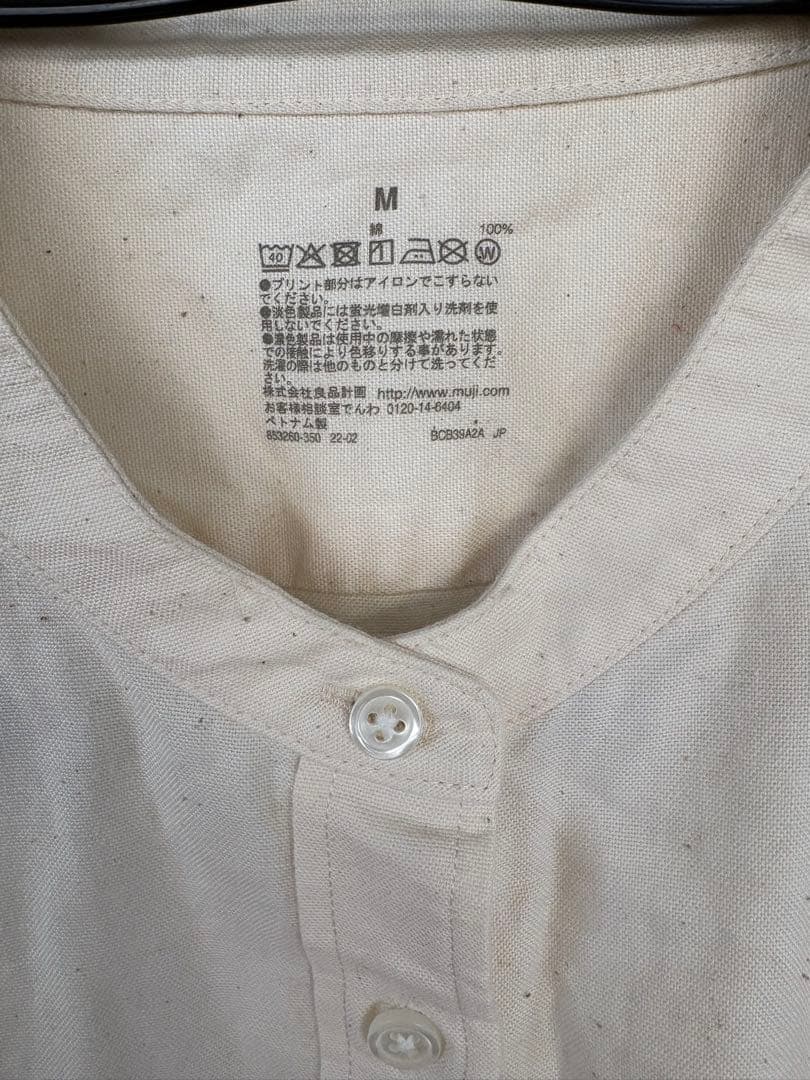 M
綿 100%
40 W
●プリント部分はアイロンでこすらない
でください。
●淡色製品には蛍光増白剤入り洗剤を使
用しないでください。
●濃色製品は使用中の摩擦や濡れた状態
での接触により色移りする事があります。
洗濯の際は他のものと分けて洗ってくだ
さい。
株式会社良品計画 http://www.muji.com
お客様相談室でんわ 0120-14-6404
ベトナム製
853260-350 22-02 BCB39A2A JP